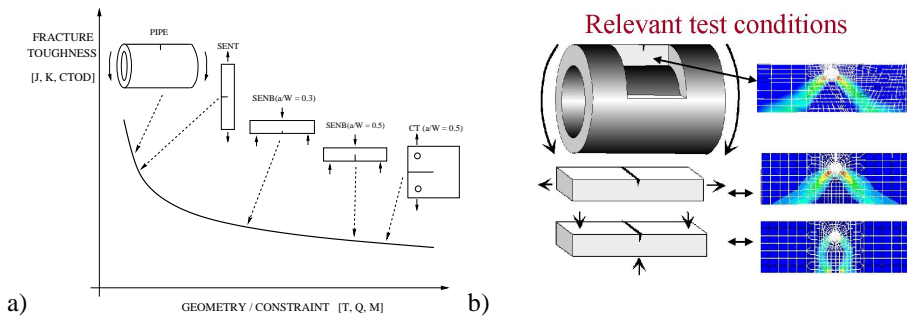 Relevant test conditions
FRACTURE
TOUGHNESS
[J, K, CTOD]
PIPE
SENT
SENB(a/W = 0.3)
SENB(a/W = 0.5)
CT (a/W = 0.5)
a)
GEOMETRY / CONSTRAINT [T, Q, M]
b)